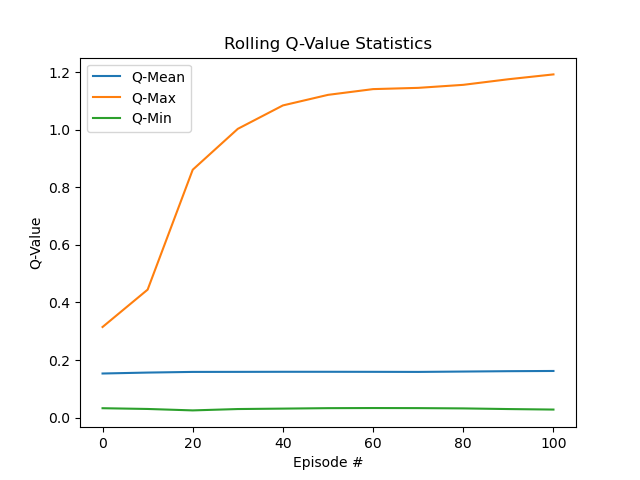 Rolling Q-Value Statistics
Q-Mean
Q-Max
Q-Min
1.2
1.0
0.8
0.6
0.4
0.2
0.0
Q-Value
0 20 40 60 80 100
Episode #